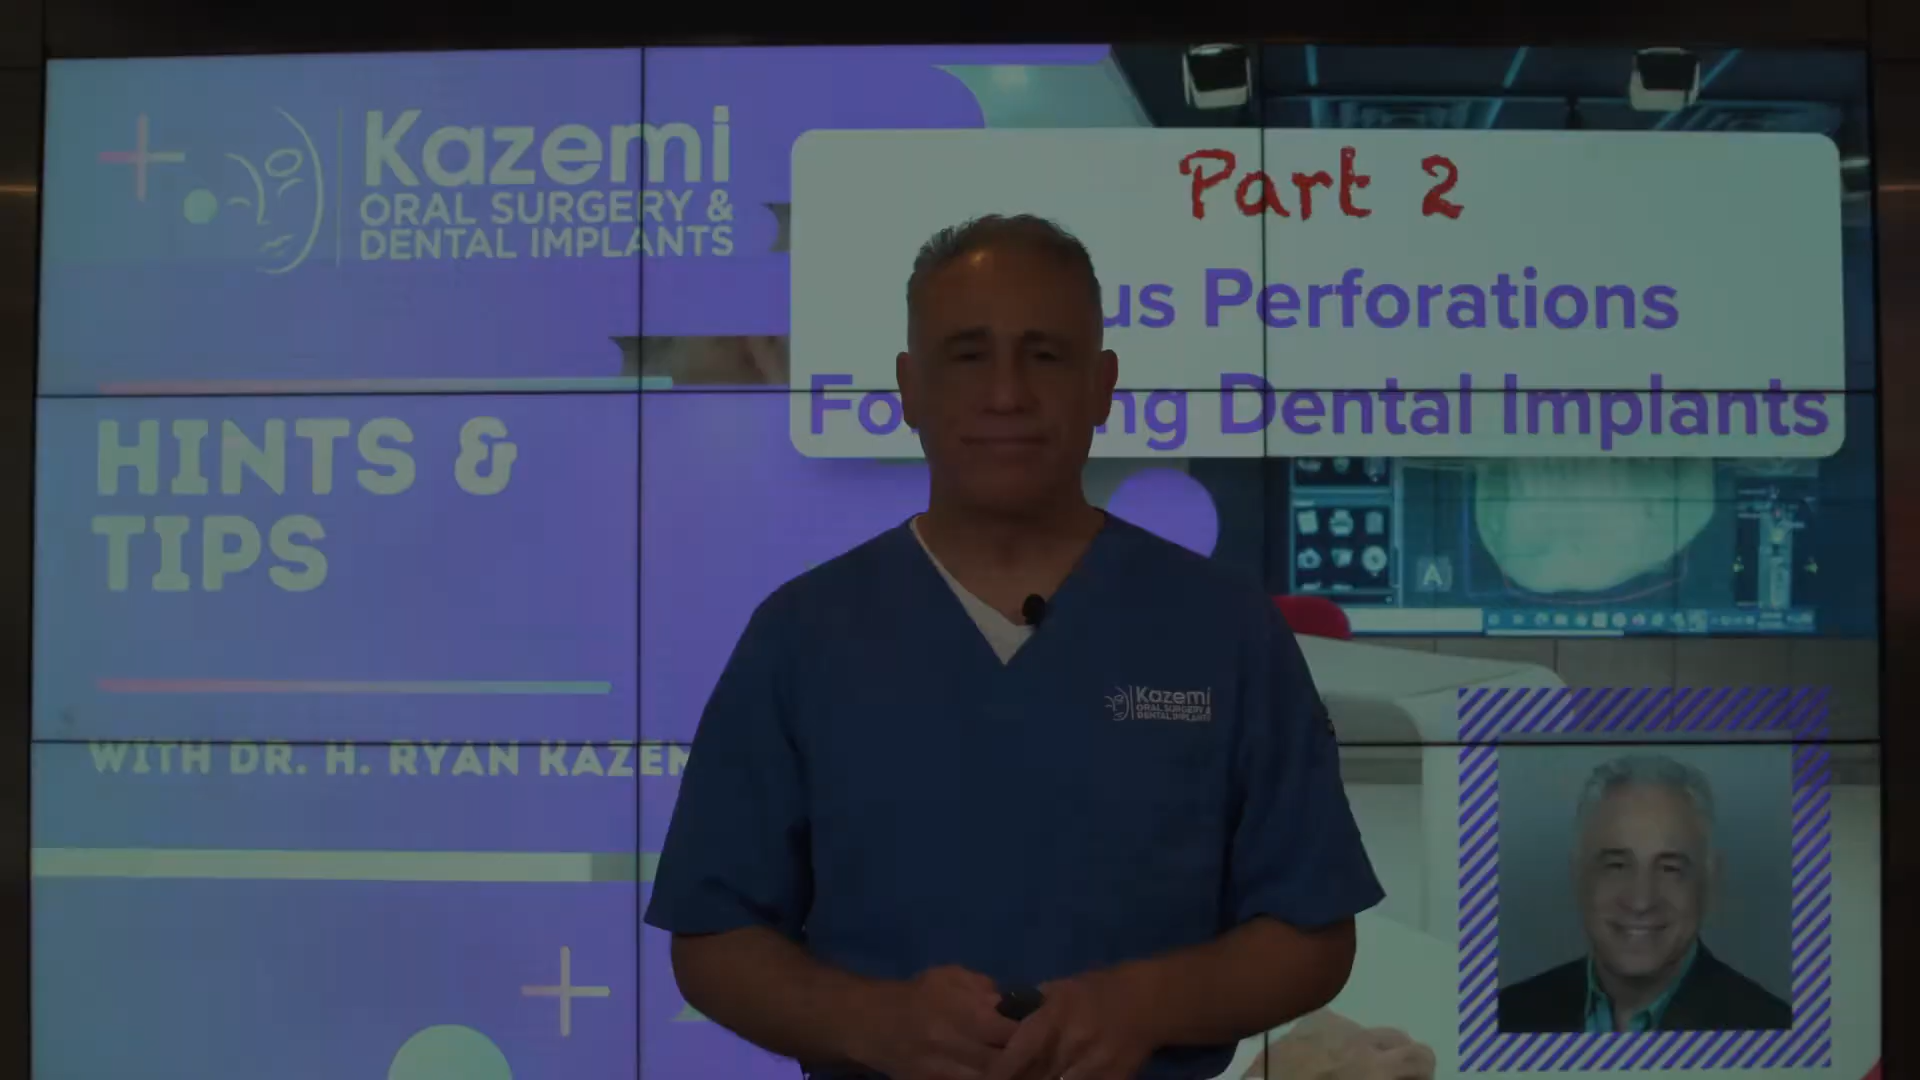 Kazemi
ORAL SURGERY &
DENTAL IMPLANTS
Part 2
us Perforations
Fo ng Dental Implants
HINTS &
TIPS
WITH DR. H. RYAN KAZEM
A
Kazemi
ORAL SURGERY &
DENTAL IMPLANTS